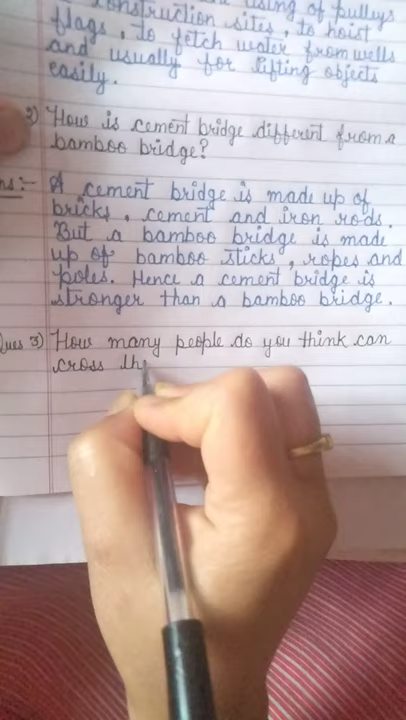 construction sites, to hoist
flags, to fetch water from wells
and usually for lifting objects
easily.
2) How is cement bridge different from a
bamboo bridge?
ns:- A cement bridge is made up of
bricks, cement and iron rods.
But a bamboo bridge is made
up of bamboo sticks, ropes and
poles. Hence a cement bridge is
stronger than a bamboo bridge.
Ques 3) How many people do you think can
cross th